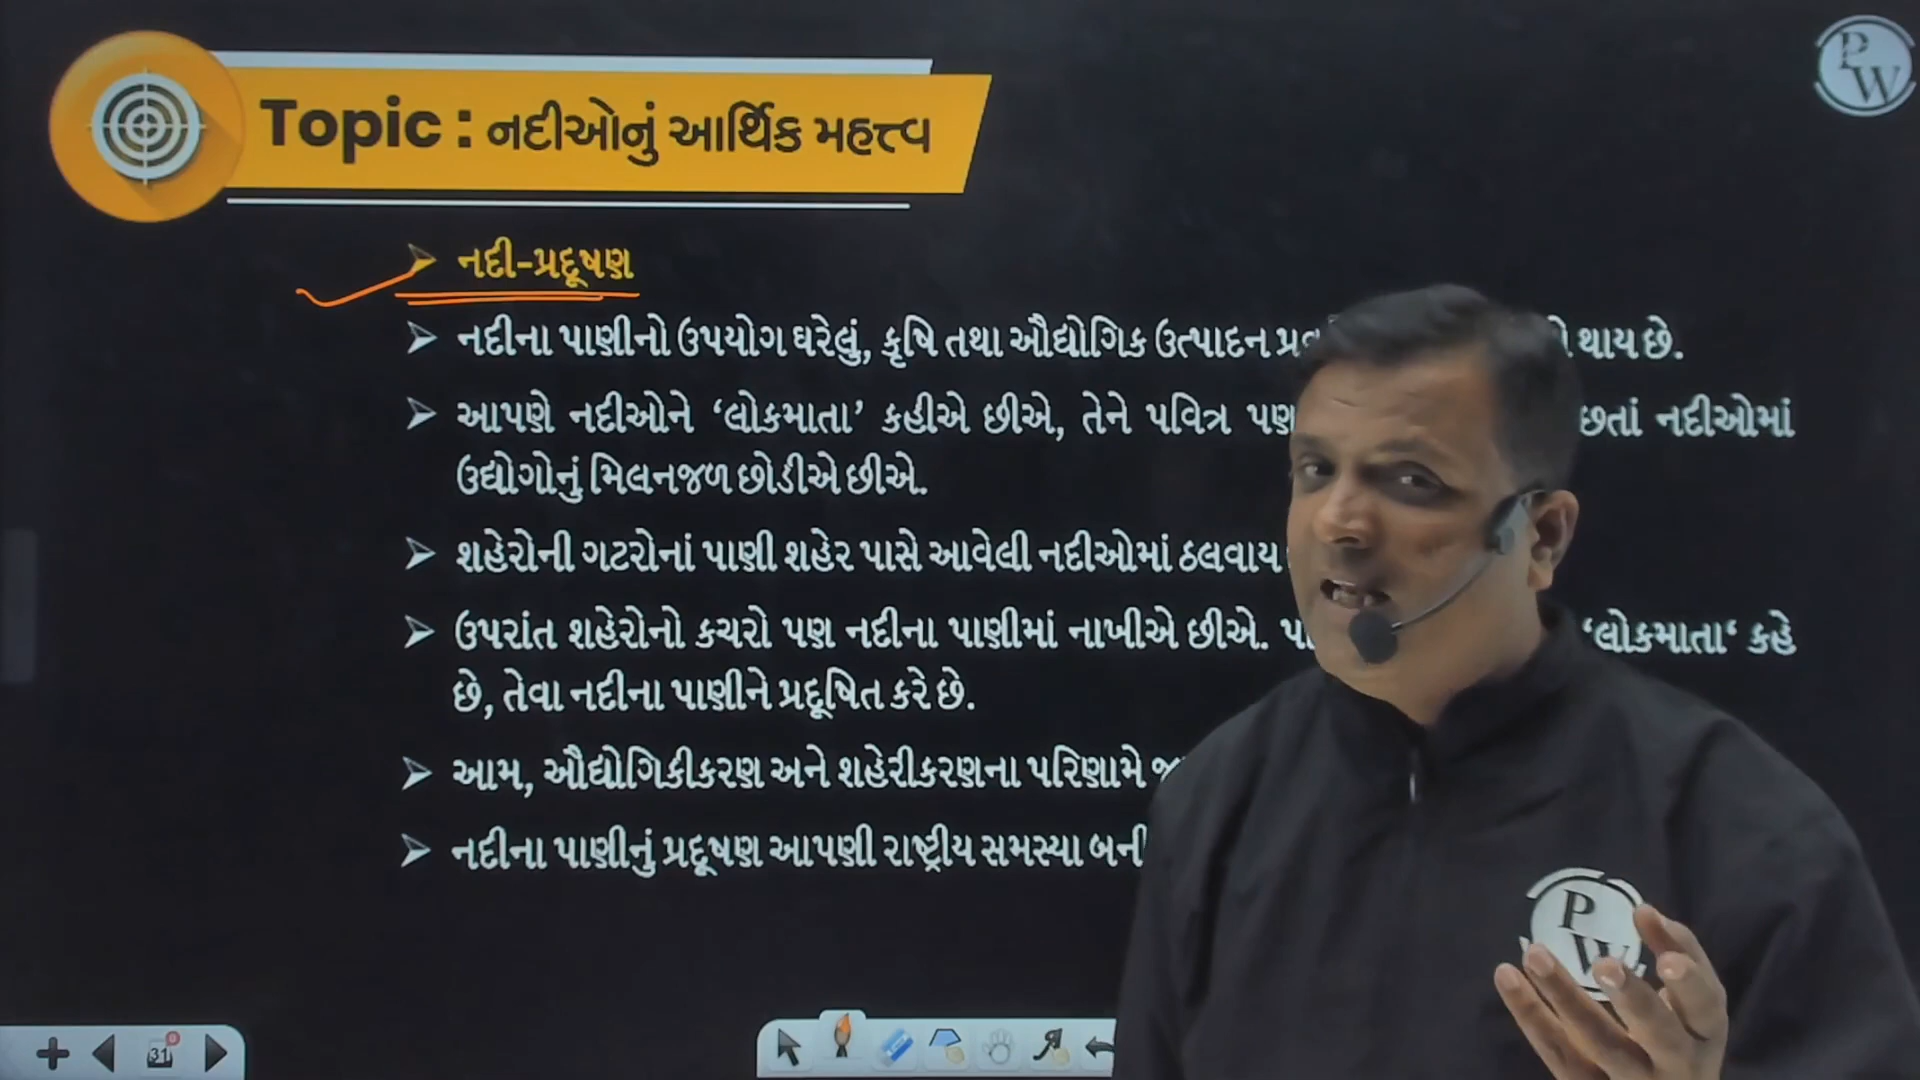 PW
Topic : નદીઓનું આર્થિક મહત્ત્વ
નદી-પ્રદૂષણ
નદીના પાણીનો ઉપયોગ ઘરેલું, કૃષિ તથા ઔદ્યોગિક ઉત્પાદન થાય છે.
આપણે નદીઓને ‘લોકમાતા’ કહીએ છીએ, તેને પવિત્ર પણ છતાં નદીઓમાં
ઉદ્યોગોનું મિલનજળ છોડીએ છીએ.
શહેરોની ગટરોનાં પાણી શહેર પાસે આવેલી નદીઓમાં ઠલવાય
ઉપરાંત શહેરોનો કચરો પણ નદીના પાણીમાં નાખીએ છીએ. ‘લોકમાતા‘ કહે
છે, તેવા નદીના પાણીને પ્રદૂષિત કરે છે.
આમ, ઔદ્યોગિકીકરણ અને શહેરીકરણના પરિણામે
નદીના પાણીનું પ્રદૂષણ આપણી રાષ્ટ્રીય સમસ્યા બની
PW
31